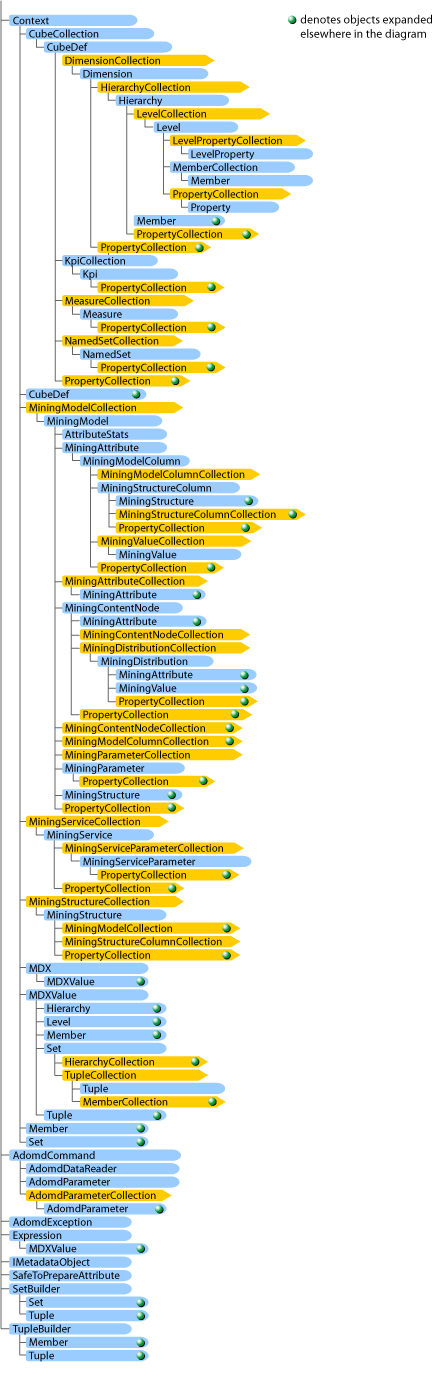 denotes objects expanded
elsewhere in the diagram
Context
CubeCollection
CubeDef
DimensionCollection
Dimension
HierarchyCollection
Hierarchy
LevelCollection
Level
LevelPropertyCollection
LevelProperty
MemberCollection
Member
PropertyCollection
Property
Member
PropertyCollection
PropertyCollection
KpiCollection
Kpi
PropertyCollection
MeasureCollection
Measure
PropertyCollection
NamedSetCollection
NamedSet
PropertyCollection
PropertyCollection
CubeDef
MiningModelCollection
MiningModel
AttributeStats
MiningAttribute
MiningModelColumn
MiningModelColumnCollection
MiningStructureColumn
MiningStructure
MiningStructureColumnCollection
PropertyCollection
MiningValueCollection
MiningValue
PropertyCollection
MiningAttributeCollection
MiningAttribute
MiningContentNode
MiningAttribute
MiningContentNodeCollection
MiningDistributionCollection
MiningDistribution
MiningAttribute
MiningValue
PropertyCollection
PropertyCollection
MiningContentNodeCollection
MiningModelColumnCollection
MiningParameterCollection
MiningParameter
PropertyCollection
MiningStructure
PropertyCollection
MiningServiceCollection
MiningService
MiningServiceParameterCollection
MiningServiceParameter
PropertyCollection
PropertyCollection
MiningStructureCollection
MiningStructure
MiningModelCollection
MiningStructureColumnCollection
PropertyCollection
MDX
MDXValue
MDXValue
Hierarchy
Level
Member
Set
HierarchyCollection
TupleCollection
Tuple
MemberCollection
Tuple
Member
Set
AdomdCommand
AdomdDataReader
AdomdParameter
AdomdParameterCollection
AdomdParameter
AdomdException
Expression
MDXValue
IMetadataObject
SafeToPrepareAttribute
SetBuilder
Set
Tuple
TupleBuilder
Member
Tuple